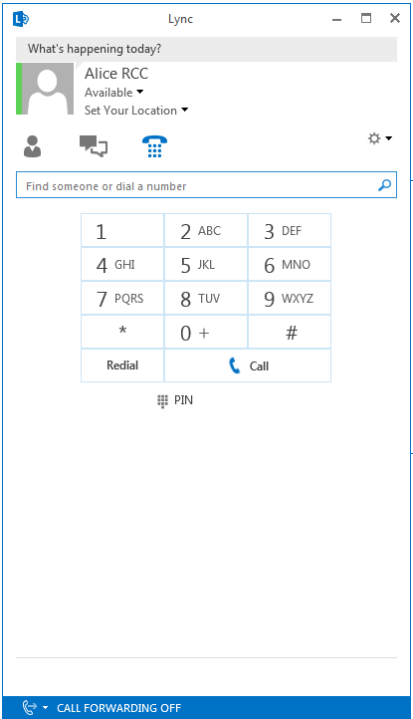 Lync
What's happening today?
Alice RCC
Available
Set Your Location
Find someone or dial a number
1 2 ABC 3 DEF
4 GHI 5 JKL 6 MNO
7 PQRS 8 TUV 9 WXYZ
* 0 + #
Redial Call
PIN
CALL FORWARDING OFF